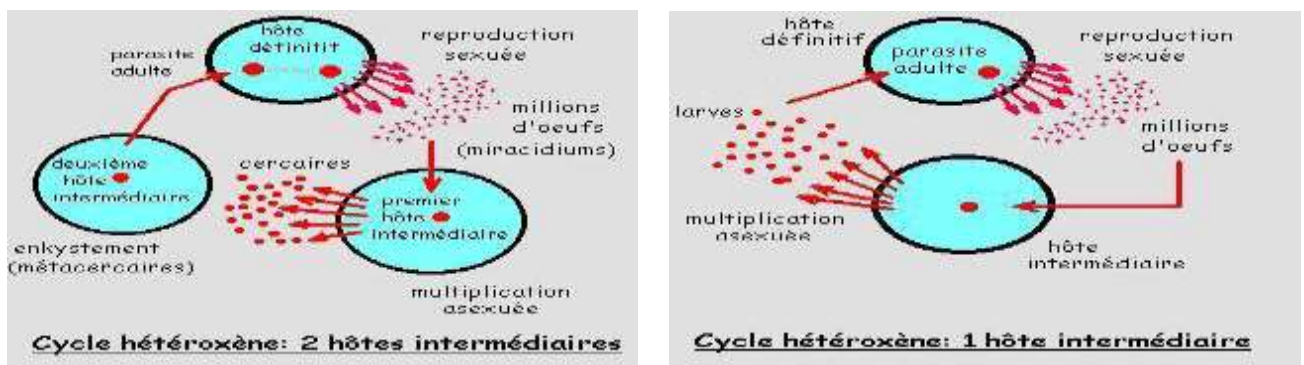 hôte
définitif
parasite
adulte
reproduction
sexuée
millions
d'oeufs
(miracidiums)
cercaires
deuxième
hôte
intermédiaire
premier
hôte
intermédiaire
enkystement
(métacercaires)
multiplication
asexuée
Cycle hétéroxène: 2 hôtes intermédiaires
hôte
définitif
parasite
adulte
reproduction
sexuée
larves
millions
d'oeufs
multiplication
asexuée
hôte
intermédiaire
Cycle hétéroxène: 1 hôte intermédiaire